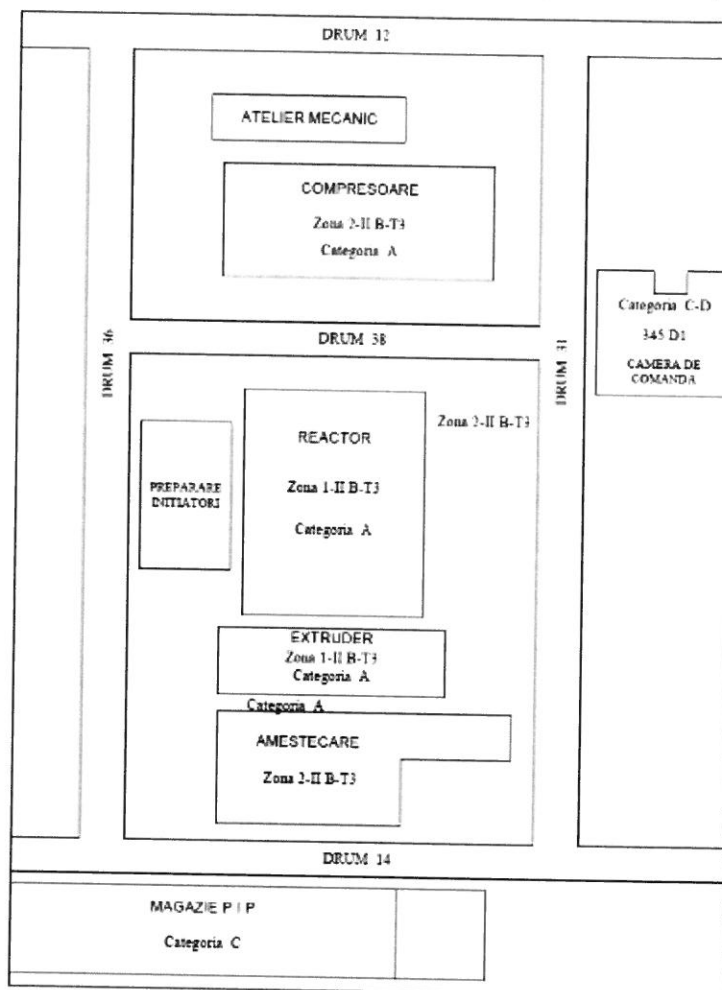 DRUM 12
ATELIER MECANIC
COMPRESOARE
Zona 2-II B-T3
Categoria A
DRUM 36
DRUM 38
DRUM 31
Categoria C-D
345 D1
CAMERA DE
COMANDA
Zona 2-II B-T3
REACTOR
Zona 1-II B-T3
Categoria A
PREPARARE
INITIATORI
EXTRUDER
Zona 1-II B-T3
Categoria A
Categoria A
AMESTECARE
Zona 2-II B-T3
DRUM 14
MAGAZIE P I P
Categoria C